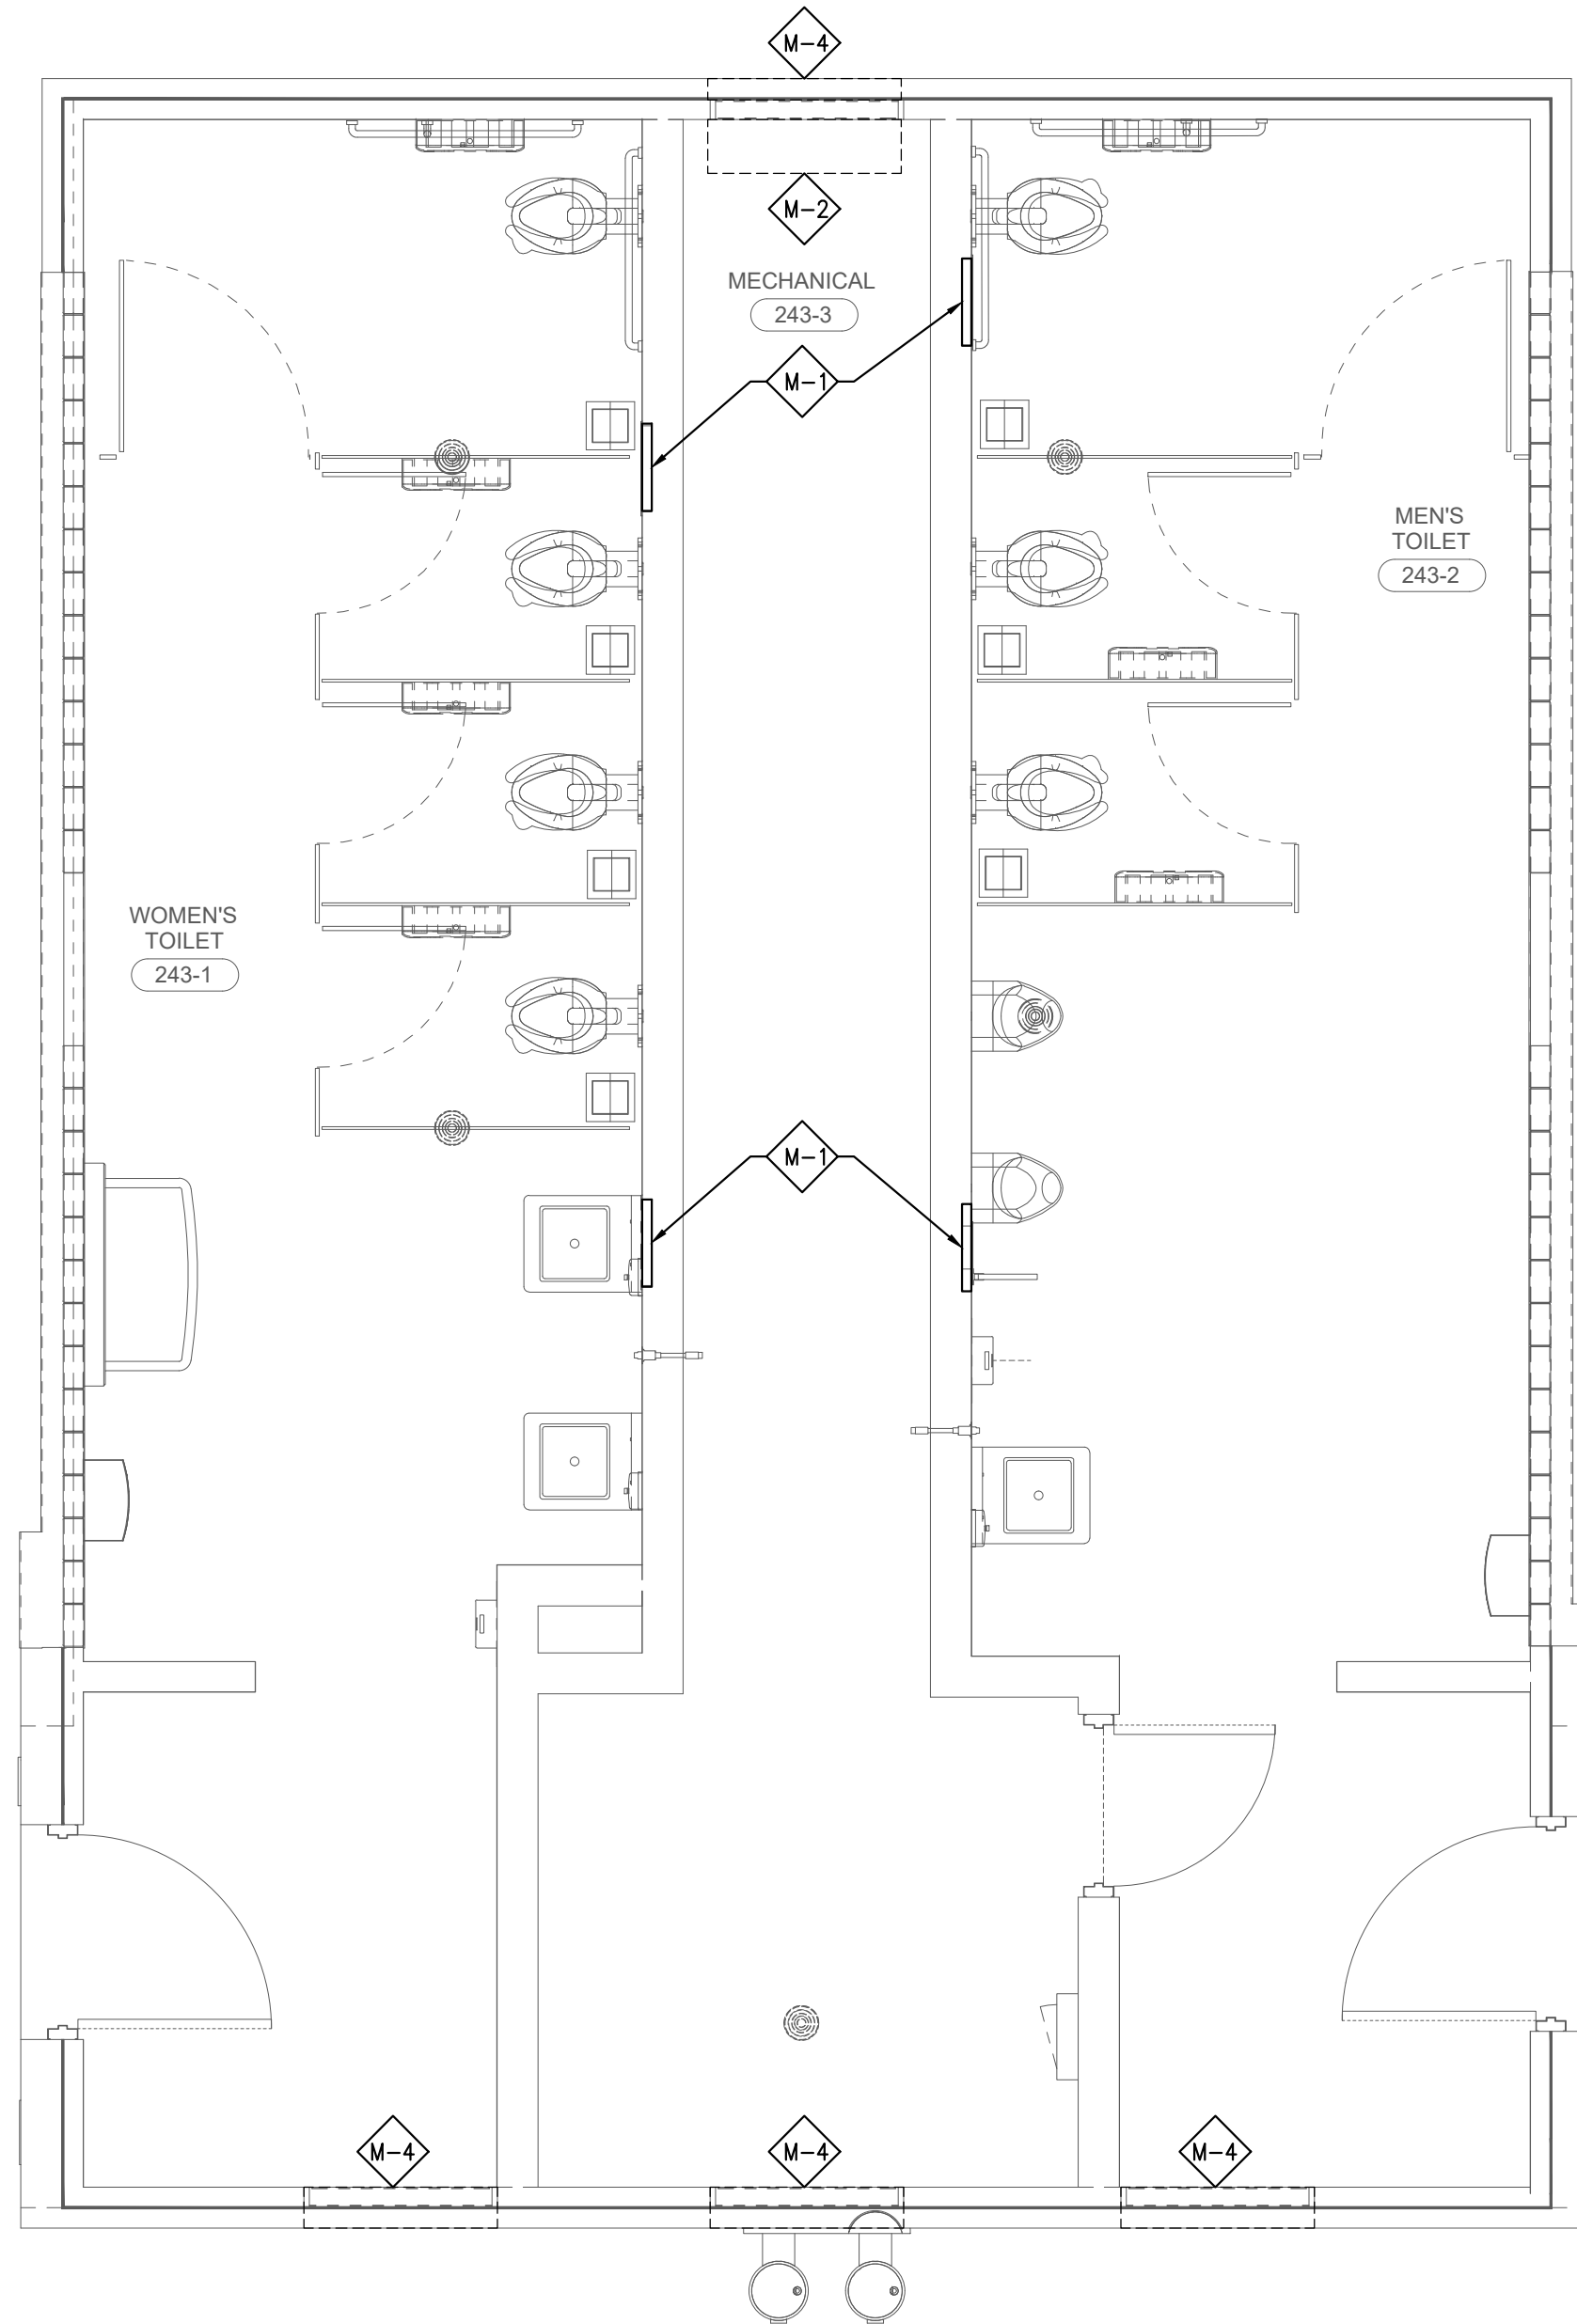 M-4
M-2
MECHANICAL
243-3
M-1
MEN'S
TOILET
243-2
WOMEN'S
TOILET
243-1
M-1
M-4
M-4
M-4